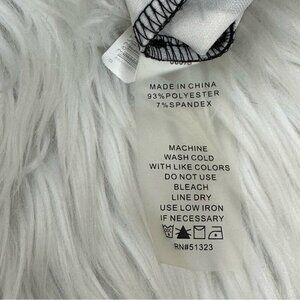 MADE IN CHINA
93%POLYESTER
7%SPANDEX
MACHINE
WASH COLD
WITH LIKE COLORS
DO NOT USE
BLEACH
LINE DRY
USE LOW IRON
IF NECESSARY
RN#51323